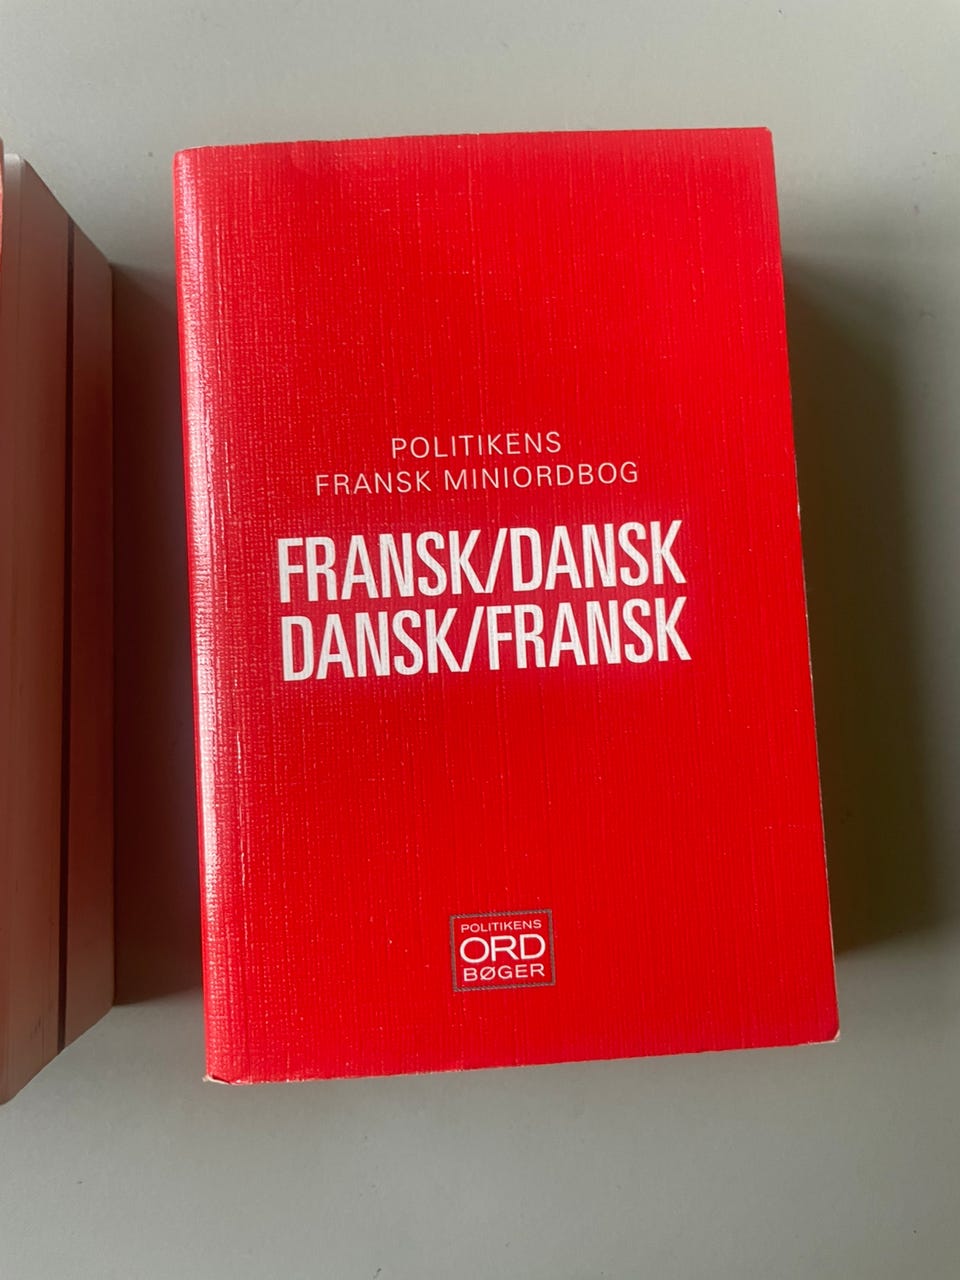 POLITIKENS
FRANSK MINIORDBOG
FRANSK/DANSK
DANSK/FRANSK
POLITIKENS
ORD
BØGER